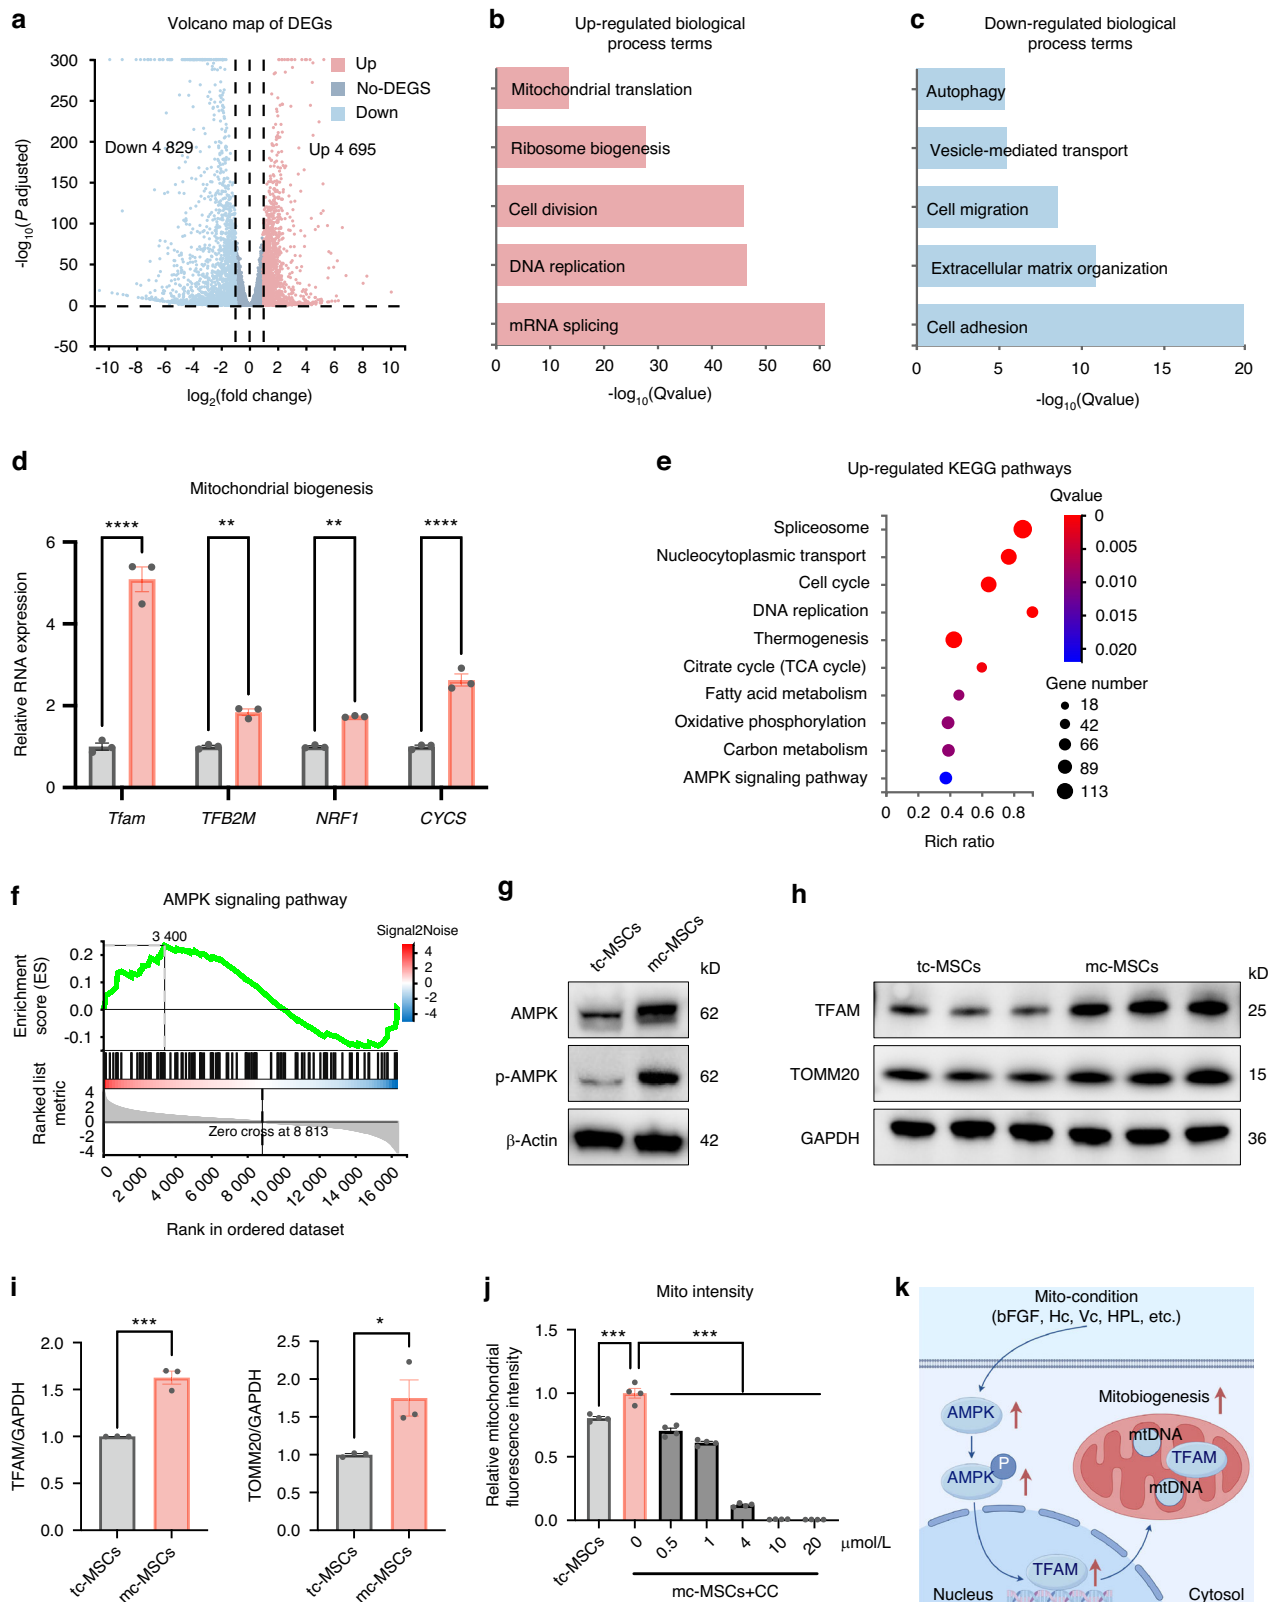 a
Volcano map of DEGs
300
250
200
150
100
50
0
-50
-log10(P adjusted)
Up
No-DEGS
Down
Down 4 829
Up 4 695
-10 -8 -6 -4 -2 0 2 4 6 8 10
log2(fold change)
b
Up-regulated biological
process terms
Mitochondrial translation
Ribosome biogenesis
Cell division
DNA replication
mRNA splicing
0 10 20 30 40 50 60
-log10(Qvalue)
c
Down-regulated biological
process terms
Autophagy
Vesicle-mediated transport
Cell migration
Extracellular matrix organization
Cell adhesion
0 5 10 15 20
-log10(Qvalue)
d
Mitochondrial biogenesis
**** ** ** ****
6
4
2
0
Relative RNA expression
Tfam TFB2M NRF1 CYCS
e
Up-regulated KEGG pathways
Spliceosome
Nucleocytoplasmic transport
Cell cycle
DNA replication
Thermogenesis
Citrate cycle (TCA cycle)
Fatty acid metabolism
Oxidative phosphorylation
Carbon metabolism
AMPK signaling pathway
0 0.2 0.4 0.6 0.8
Rich ratio
Qvalue
0
0.005
0.010
0.015
0.020
Gene number
18
42
66
89
113
f
AMPK signaling pathway
3 400
Signal2Noise
4
2
0
-2
-4
0.2
0.1
0.0
-0.1
Enrichment
score (ES)
4
2
0
-2
-4
Ranked list
metric
Zero cross at 8 813
0 2 000 4 000 6 000 8 000 10 000 12 000 14 000 16 000
Rank in ordered dataset
g
tc-MSCs mc-MSCs kD
AMPK 62
p-AMPK 62
β-Actin 42
h
tc-MSCs mc-MSCs kD
TFAM 25
TOMM20 15
GAPDH 36
i
***
2.0
1.5
1.0
0.5
0.0
TFAM/GAPDH
tc-MSCs mc-MSCs
*
2.5
2.0
1.5
1.0
0.5
0.0
TOMM20/GAPDH
tc-MSCs mc-MSCs
j
Mito intensity
*** ***
1.5
1.0
0.5
0.0
Relative mitochondrial
fluorescence intensity
tc-MSCs 0 0.5 1 4 10 20 μmol/L
mc-MSCs+CC
k
Mito-condition
(bFGF, Hc, Vc, HPL, etc.)
AMPK
AMPK P
TFAM
Nucleus
Mitobiogenesis
mtDNA
TFAM
mtDNA
Cytosol